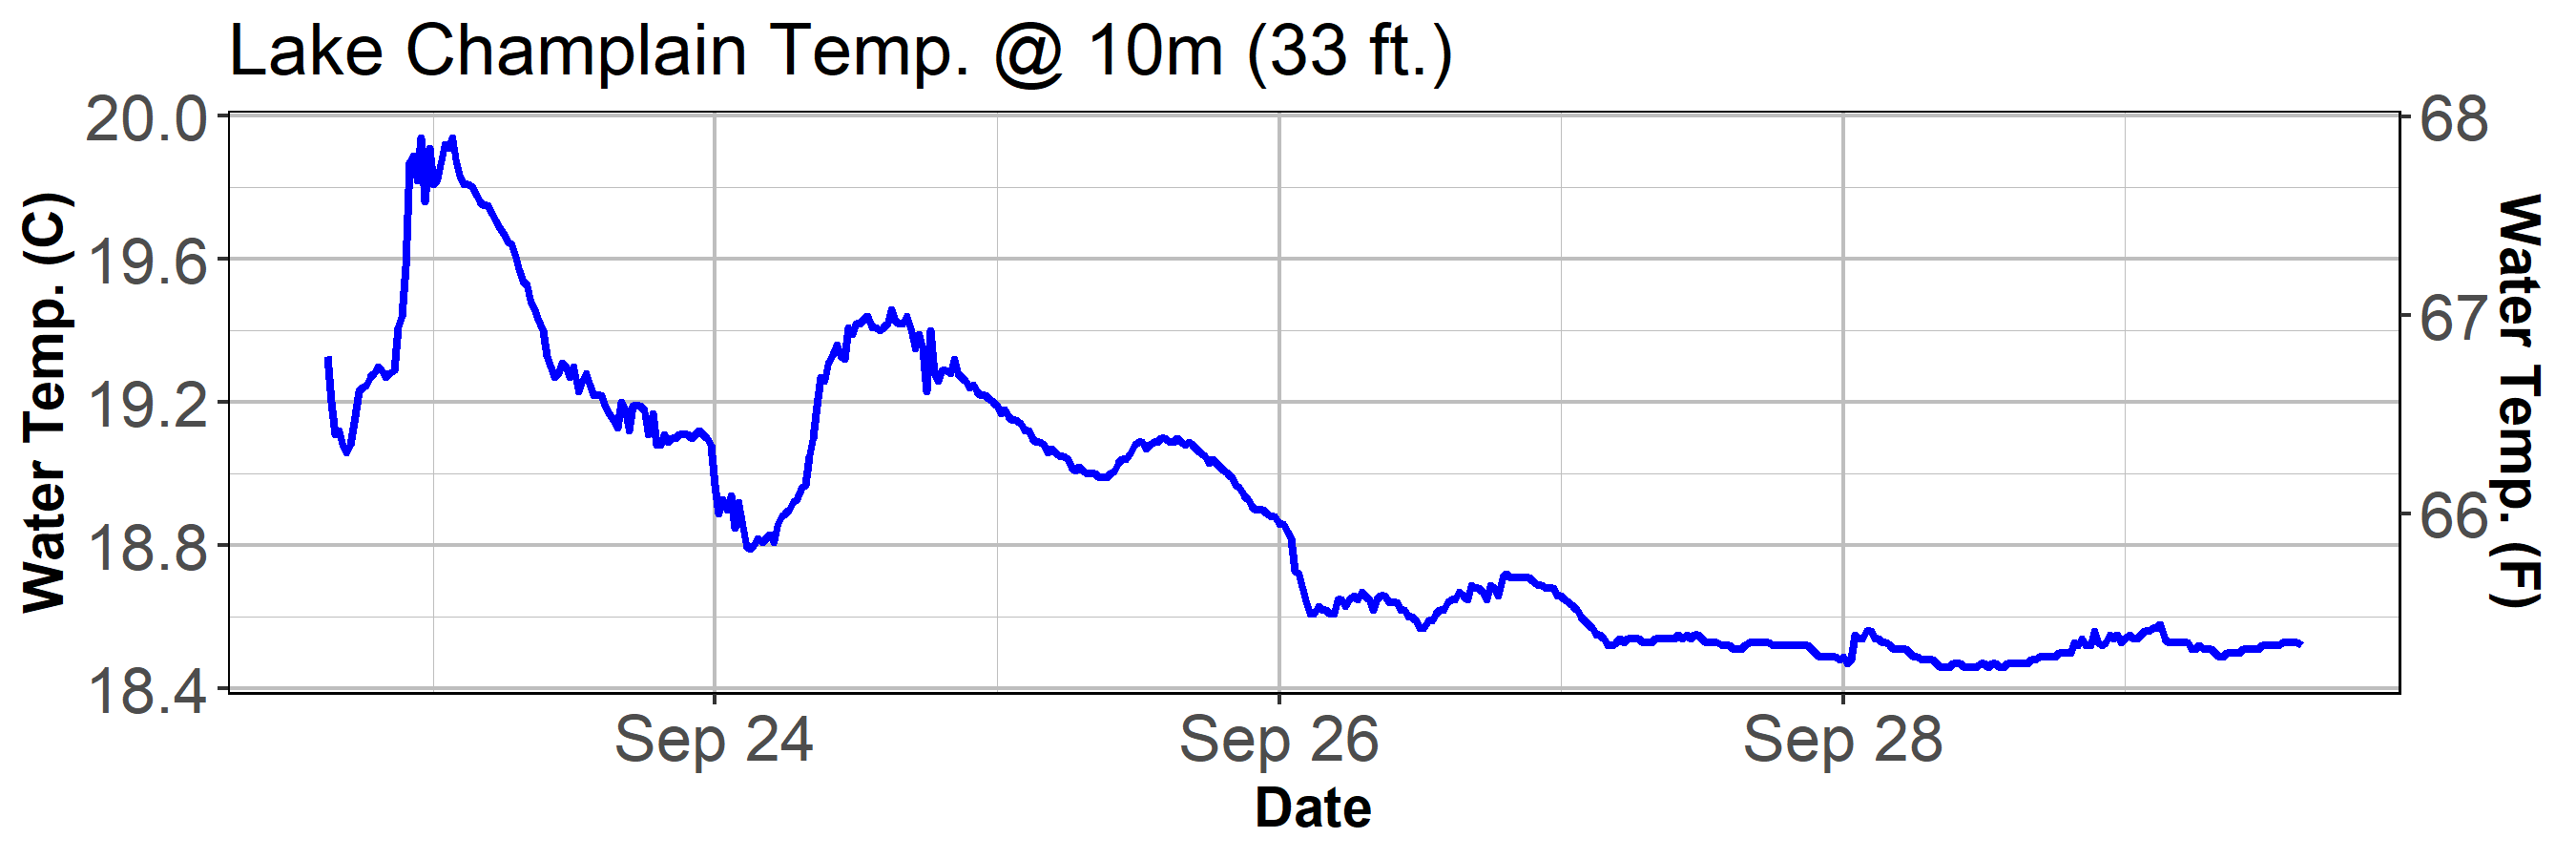 Lake Champlain Temp. @ 10m (33 ft.)
Water Temp. (C)
20.0
19.6
19.2
18.8
18.4
68
67
66
Water Temp. (F)
Sep 24
Sep 26
Sep 28
Date